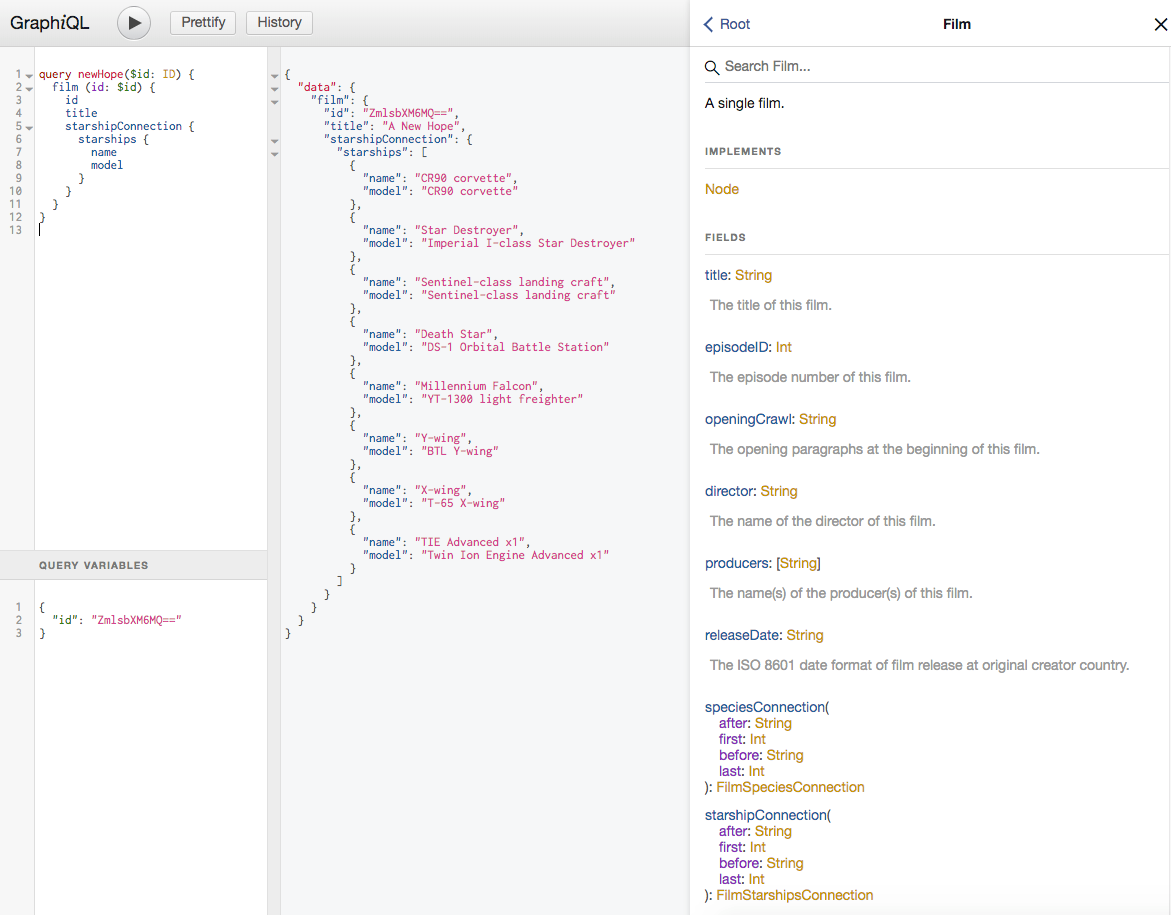 GraphiQL
Prettify
History
1 query newHope($id: ID) {
2 film (id: $id) {
3 id
4 title
5 starshipConnection {
6 starships {
7 name
8 model
9 }
10 }
11 }
12 }
13
QUERY VARIABLES
1 {
2 "id": "ZmlsbXM6MQ=="
3 }
{
"data": {
"film": {
"id": "ZmlsbXM6MQ==",
"title": "A New Hope",
"starshipConnection": {
"starships": [
{
"name": "CR90 corvette",
"model": "CR90 corvette"
},
{
"name": "Star Destroyer",
"model": "Imperial I-class Star Destroyer"
},
{
"name": "Sentinel-class landing craft",
"model": "Sentinel-class landing craft"
},
{
"name": "Death Star",
"model": "DS-1 Orbital Battle Station"
},
{
"name": "Millennium Falcon",
"model": "YT-1300 light freighter"
},
{
"name": "Y-wing",
"model": "BTL Y-wing"
},
{
"name": "X-wing",
"model": "T-65 X-wing"
},
{
"name": "TIE Advanced x1",
"model": "Twin Ion Engine Advanced x1"
}
]
}
}
}
}
Root
Film
Search Film...
A single film.
IMPLEMENTS
Node
FIELDS
title: String
The title of this film.
episodeID: Int
The episode number of this film.
openingCrawl: String
The opening paragraphs at the beginning of this film.
director: String
The name of the director of this film.
producers: [String]
The name(s) of the producer(s) of this film.
releaseDate: String
The ISO 8601 date format of film release at original creator country.
speciesConnection(
after: String
first: Int
before: String
last: Int
): FilmSpeciesConnection
starshipConnection(
after: String
first: Int
before: String
last: Int
): FilmStarshipsConnection